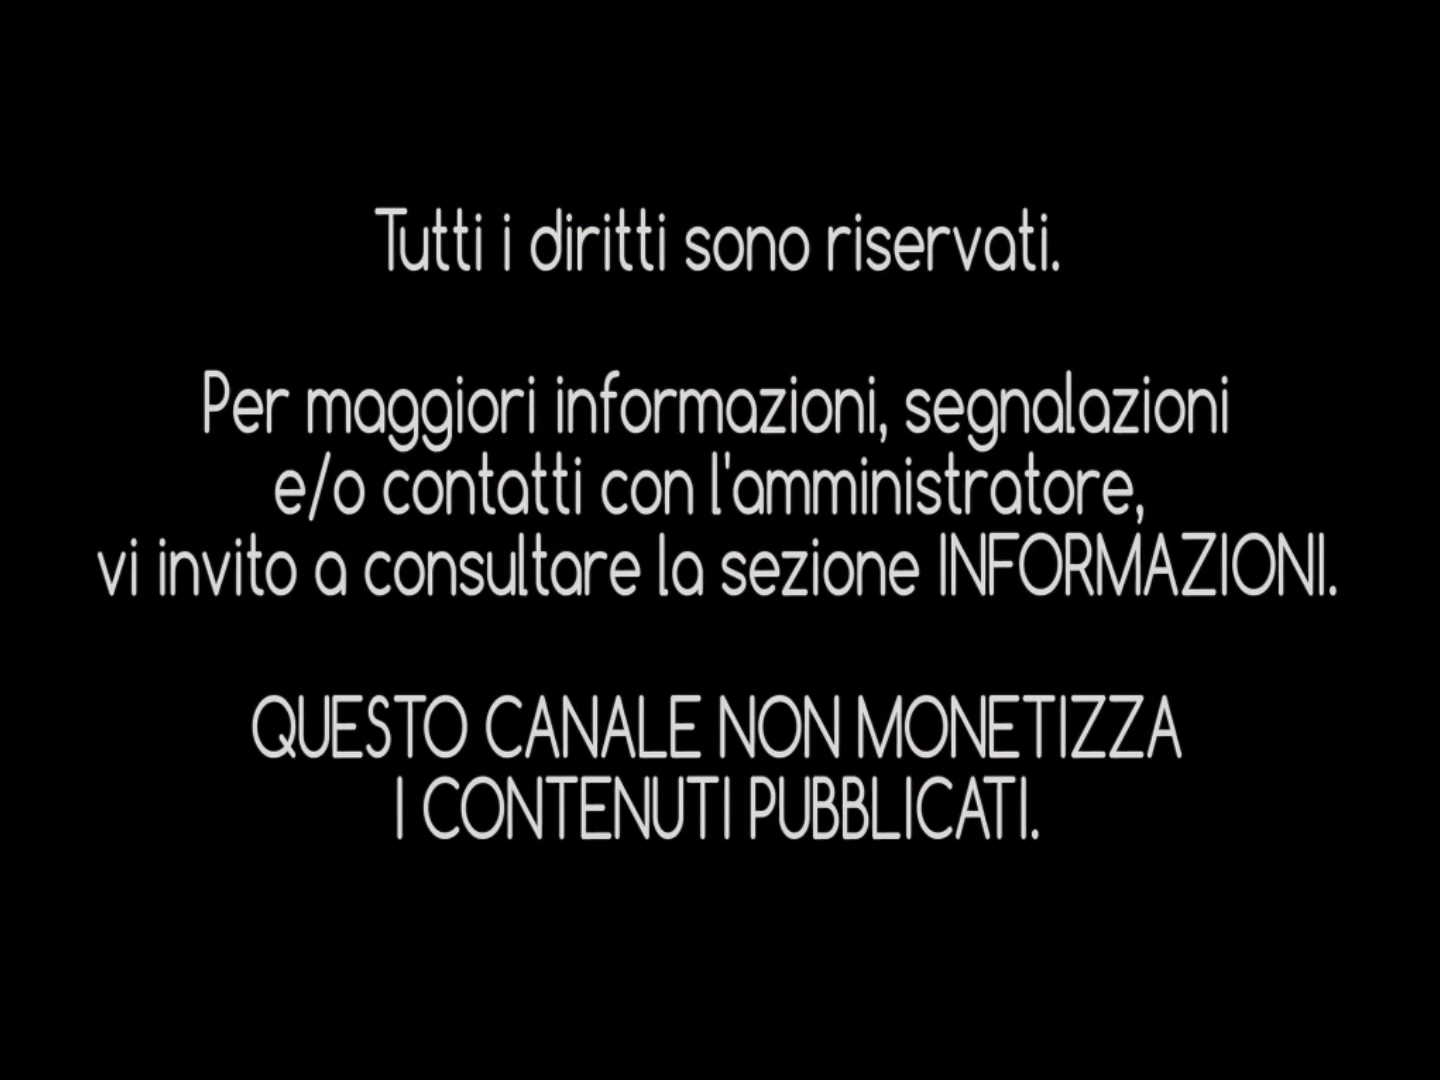 Tutti i diritti sono riservati.
Per maggiori informazioni, segnalazioni
e/o contatti con l'amministratore,
vi invito a consultare la sezione INFORMAZIONI.
QUESTO CANALE NON MONETIZZA
I CONTENUTI PUBBLICATI.